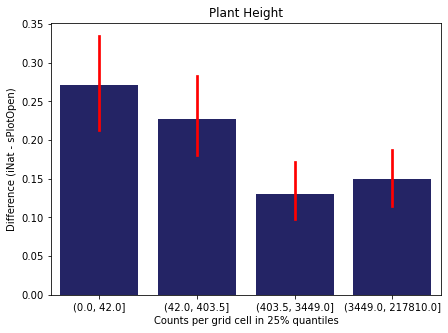 Plant Height
Difference (iNat - sPlotOpen)
0.35
0.30
0.25
0.20
0.15
0.10
0.05
0.00
(0.0, 42.0] (42.0, 403.5] (403.5, 3449.0] (3449.0, 217810.0]
Counts per grid cell in 25% quantiles